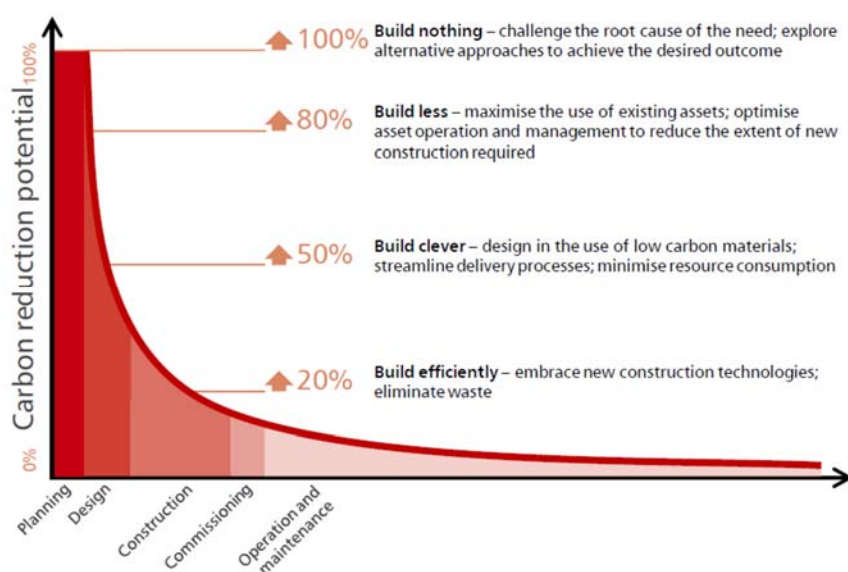 100%
Build nothing – challenge the root cause of the need; explore
alternative approaches to achieve the desired outcome
80%
Build less – maximise the use of existing assets; optimise
asset operation and management to reduce the extent of new
construction required
50%
Build clever – design in the use of low carbon materials;
streamline delivery processes; minimise resource consumption
20%
Build efficiently – embrace new construction technologies;
eliminate waste
Carbon reduction potential
100%
0%
Planning
Design
Construction
Commissioning
Operation and
maintenance